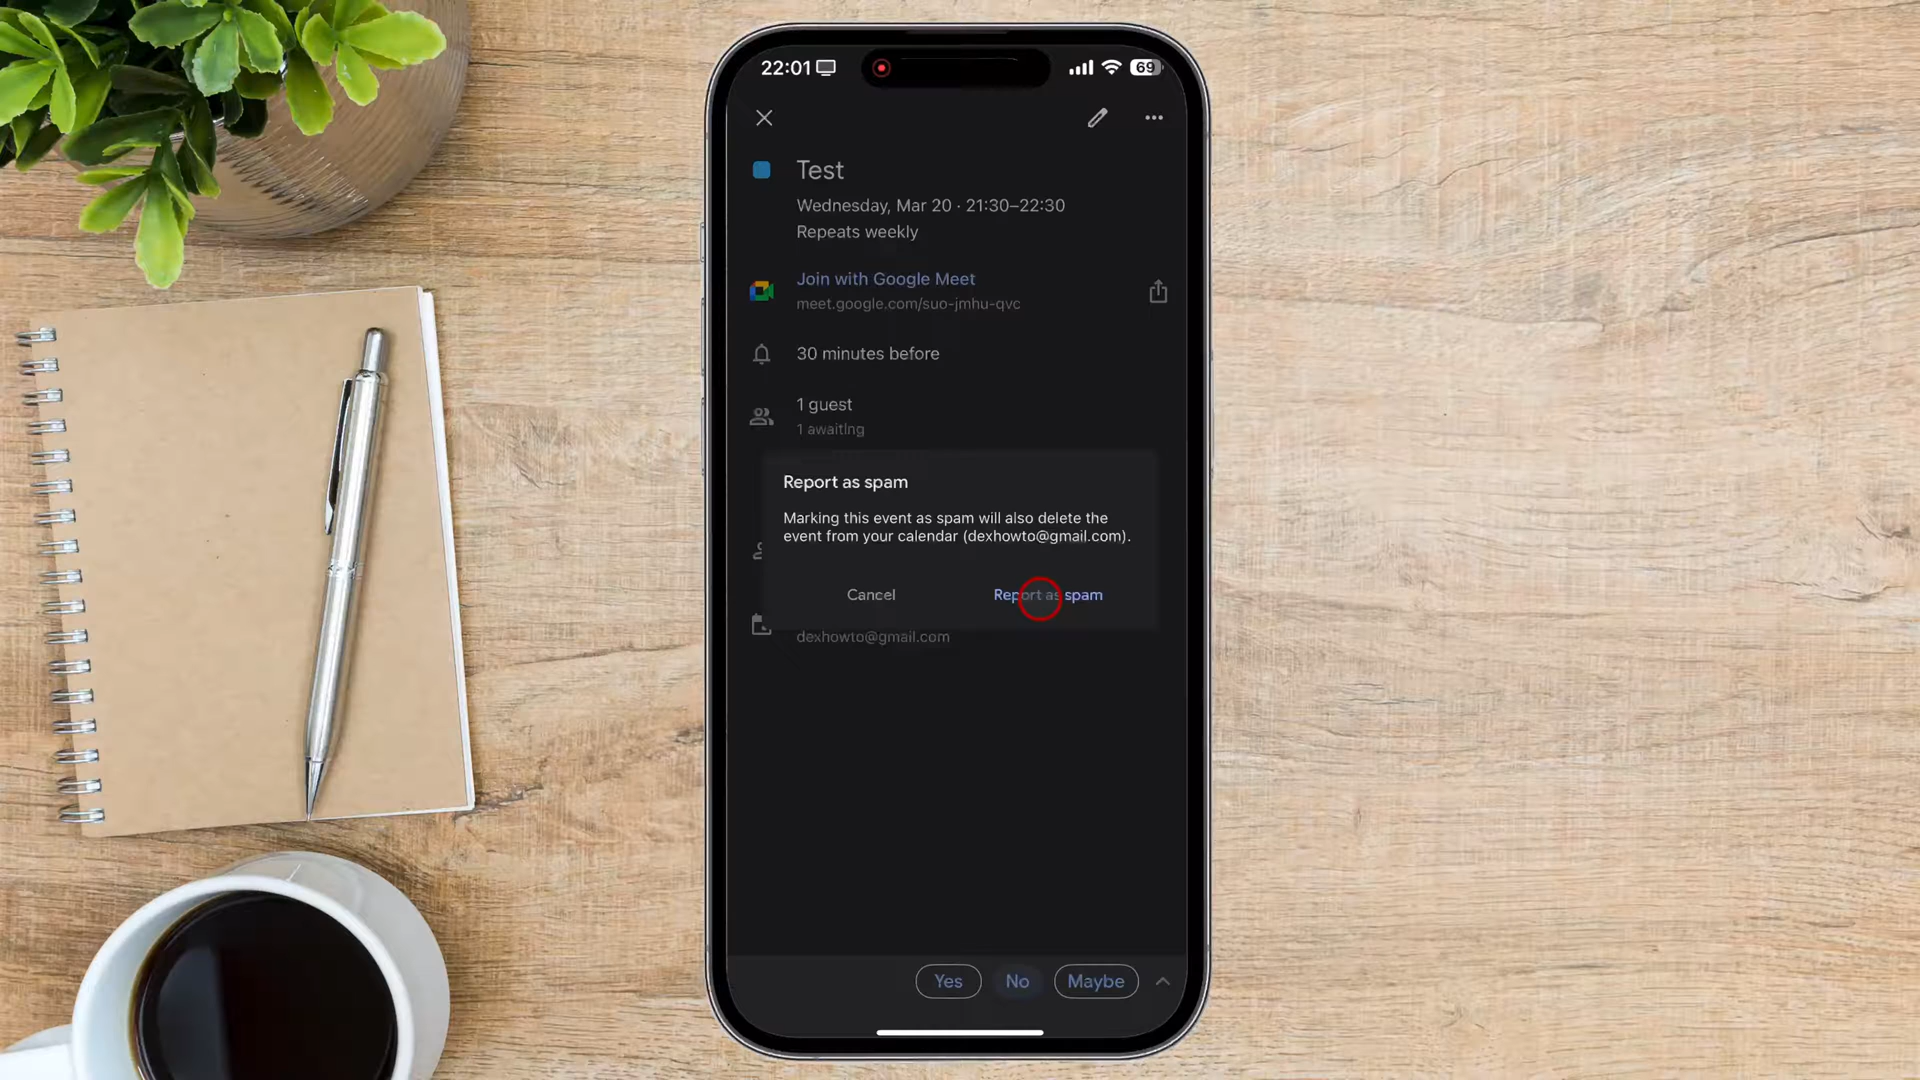 22:01
69
Test
Wednesday, Mar 20 · 21:30–22:30
Repeats weekly
Join with Google Meet
meet.google.com/suo-jmhu-qvc
30 minutes before
1 guest
1 awaiting
Report as spam
Marking this event as spam will also delete the
event from your calendar (dexhowto@gmail.com).
Cancel
Report as spam
dexhowto@gmail.com
Yes
No
Maybe